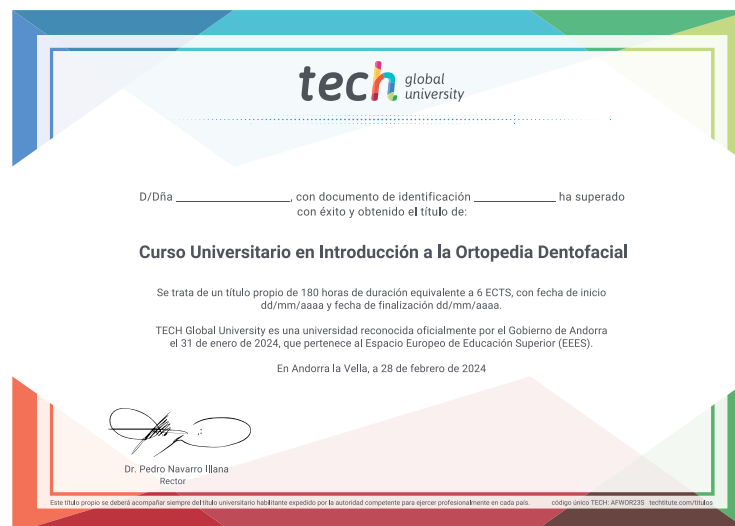 tech global university
D/Dña ______________, con documento de identificación ______________ ha superado
con éxito y obtenido el título de:
Curso Universitario en Introducción a la Ortopedia Dentofacial
Se trata de un título propio de 180 horas de duración equivalente a 6 ECTS, con fecha de inicio
dd/mm/aaaa y fecha de finalización dd/mm/aaaa.
TECH Global University es una universidad reconocida oficialmente por el Gobierno de Andorra
el 31 de enero de 2024, que pertenece al Espacio Europeo de Educación Superior (EEES).
En Andorra la Vella, a 28 de febrero de 2024
Dr. Pedro Navarro Illana
Rector
Este título propio se deberá acompañar siempre del título universitario habilitante expedido por la autoridad competente para ejercer profesionalmente en cada país. código único TECH: AFWOR23S techtitute.com/titulos